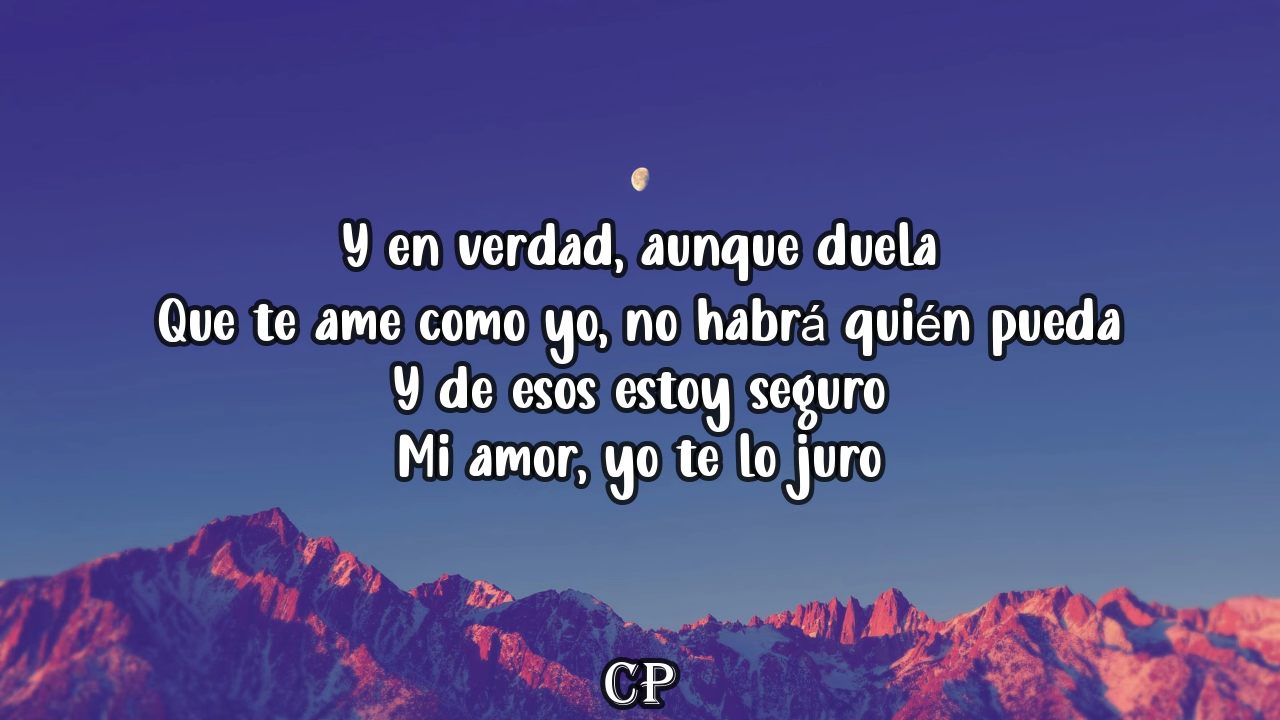 Y en verdad, aunque duela
Que te ame como yo, no habrá quién pueda
Y de esos estoy seguro
Mi amor, yo te lo juro
CP